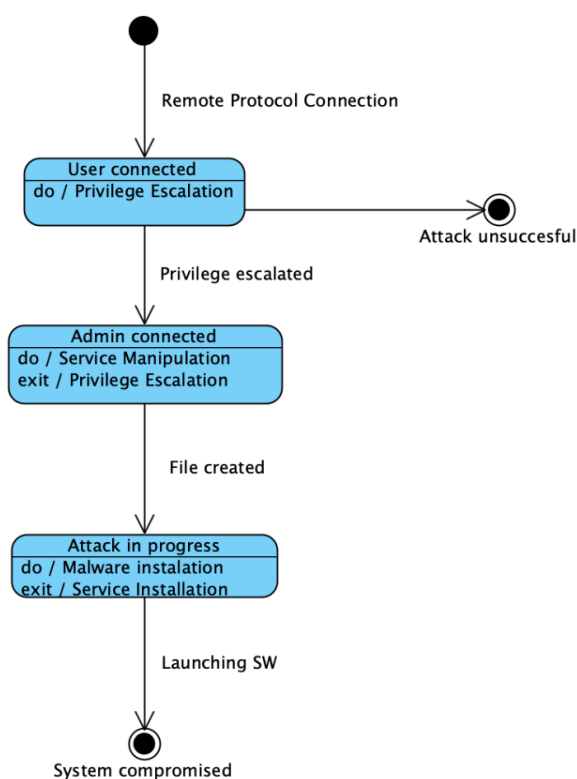 Remote Protocol Connection
User connected
do / Privilege Escalation
Attack unsuccesful
Privilege escalated
Admin connected
do / Service Manipulation
exit / Privilege Escalation
File created
Attack in progress
do / Malware instalation
exit / Service Installation
Launching SW
System compromised